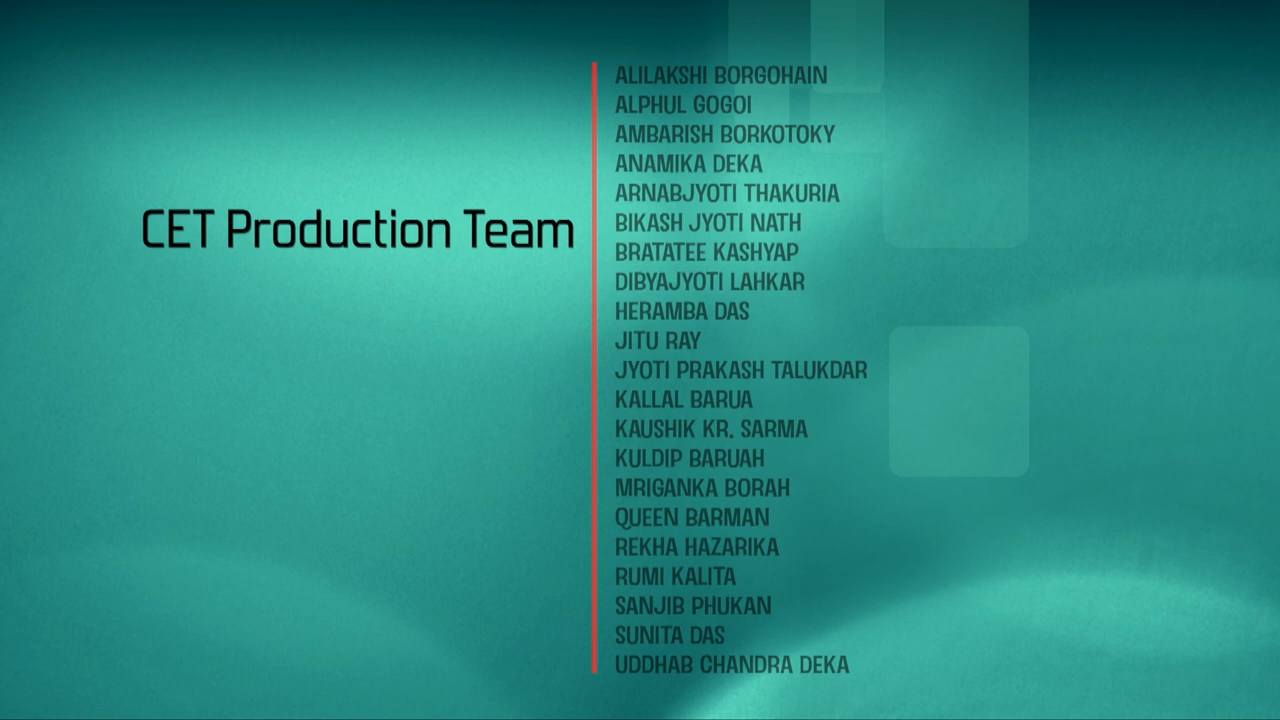 CET Production Team
ALILAKSHI BORGOHAIN
ALPHUL GOGOI
AMBARISH BORKOTOKY
ANAMIKA DEKA
ARNABJYOTI THAKURIA
BIKASH JYOTI NATH
BRATATEE KASHYAP
DIBYAJYOTI LAHKAR
HERAMBA DAS
JITU RAY
JYOTI PRAKASH TALUKDAR
KALLAL BARUA
KAUSHIK KR. SARMA
KULDIP BARUAH
MRIGANKA BORAH
QUEEN BARMAN
REKHA HAZARIKA
RUMI KALITA
SANJIB PHUKAN
SUNITA DAS
UDDHAB CHANDRA DEKA